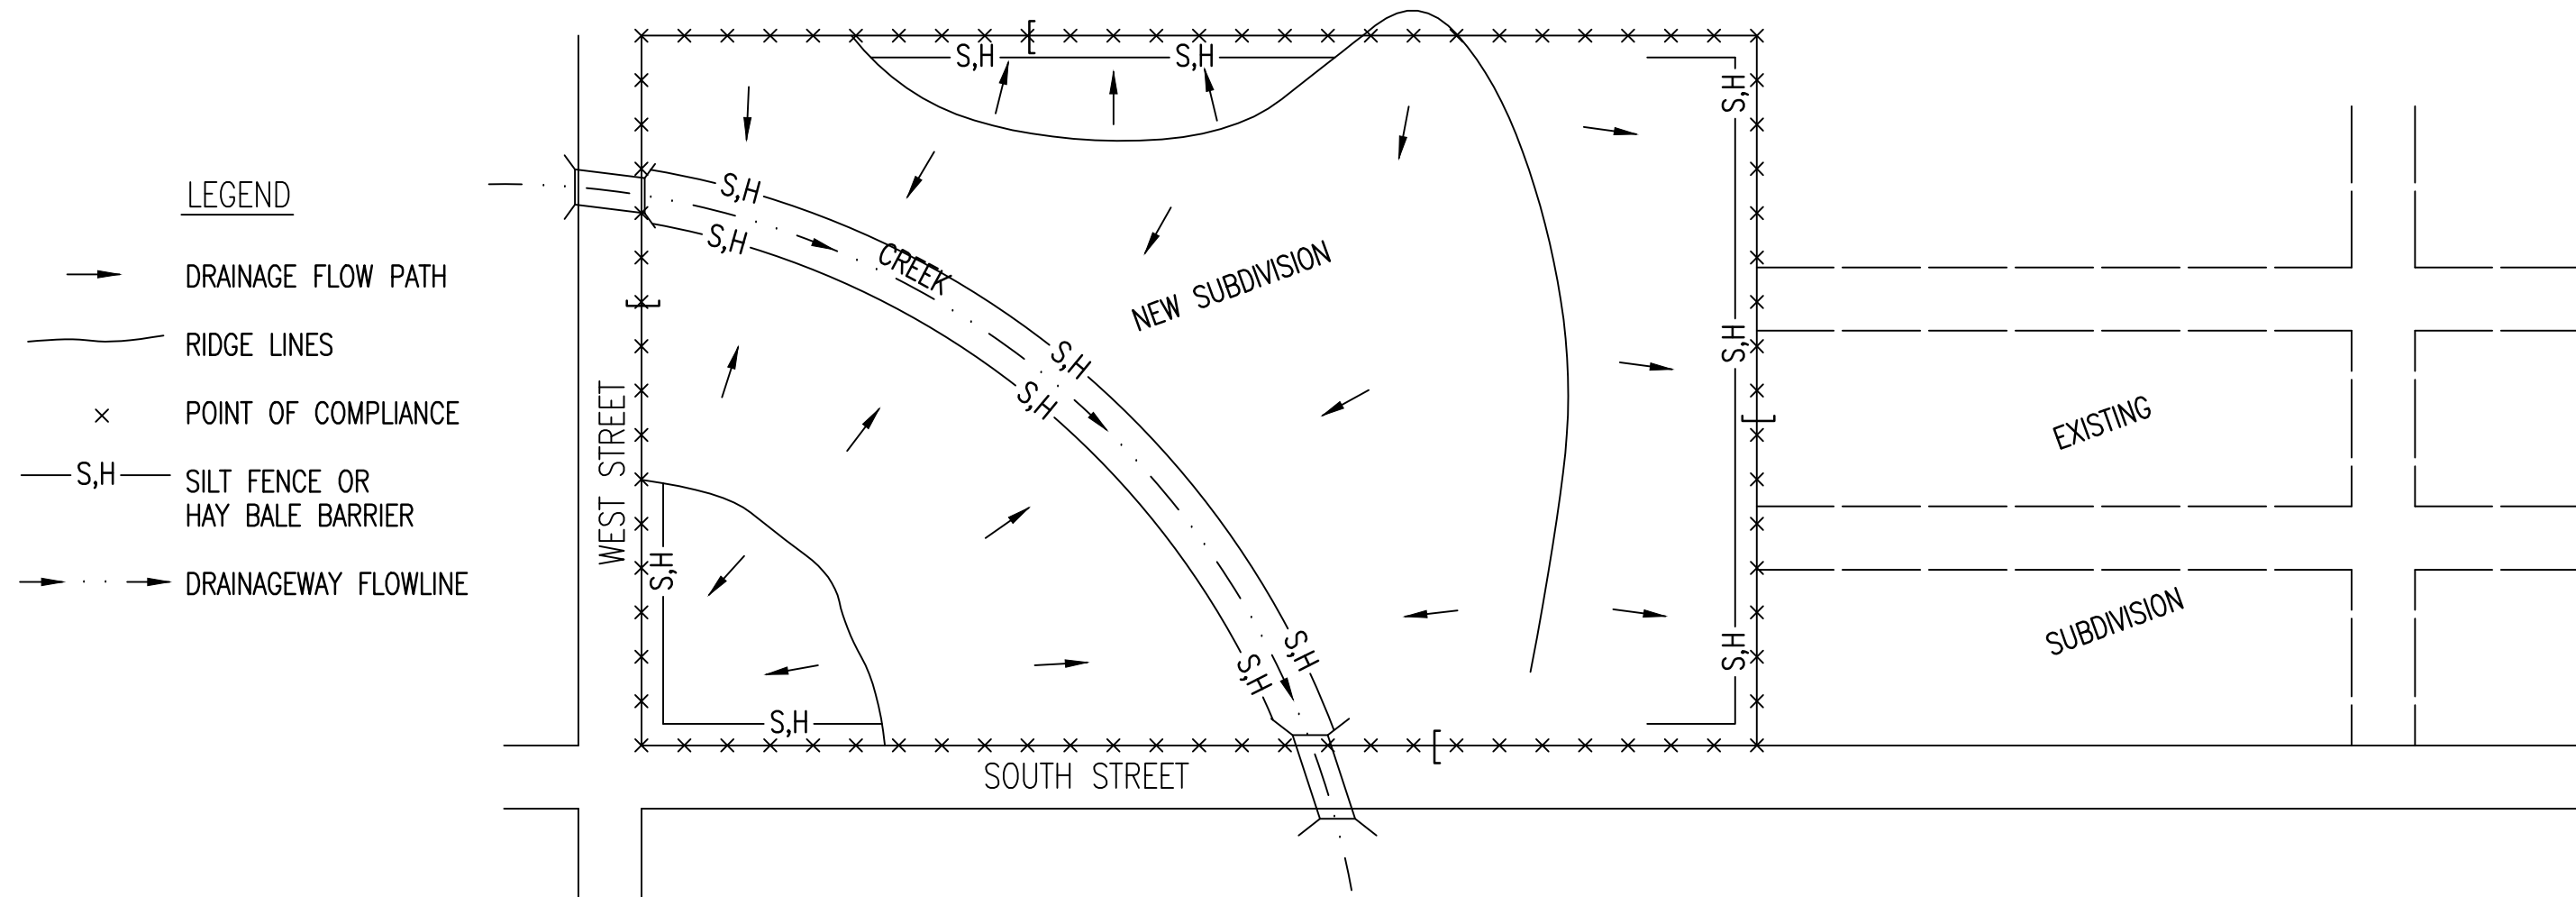 S,H
S,H
S,H
LEGEND
S,H
S,H
CREEK
DRAINAGE FLOW PATH
NEW SUBDIVISION
RIDGE LINES
S,H
S,H
S,H
POINT OF COMPLIANCE
EXISTING
WEST STREET
S,H
SILT FENCE OR
HAY BALE BARRIER
S,H
DRAINAGEWAY FLOWLINE
SUBDIVISION
S,H
S,H
S,H
S,H
SOUTH STREET